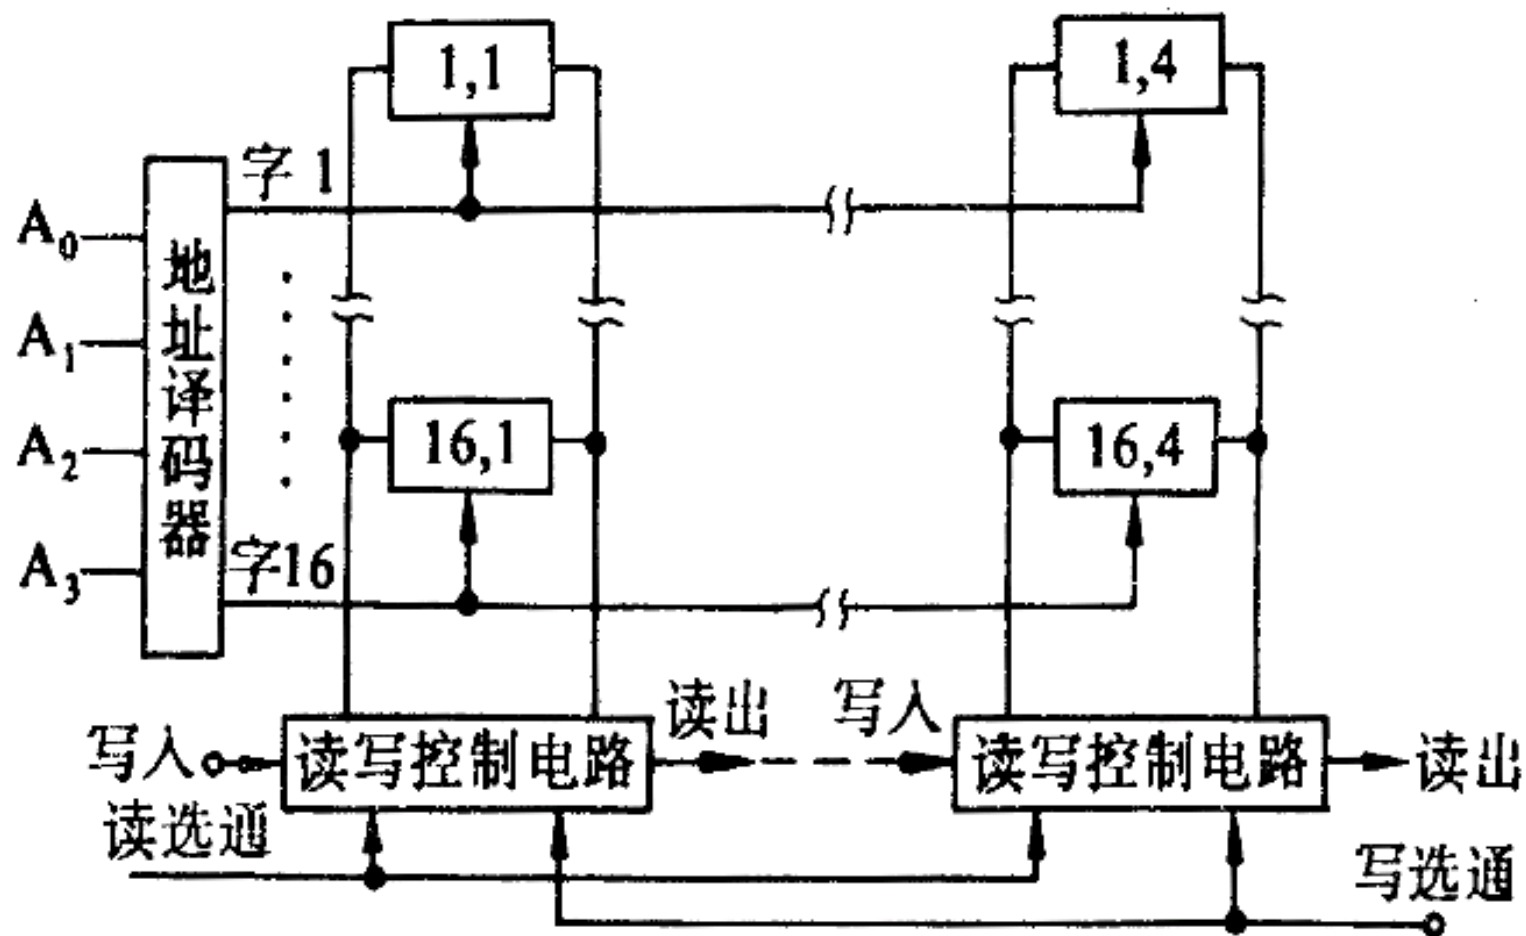 1,1
1,4
字 1
A₀
地址译码器
A₁
A₂
16,1
16,4
A₃
字16
读出
写入
写入
读写控制电路
读写控制电路
读出
读选通
写选通